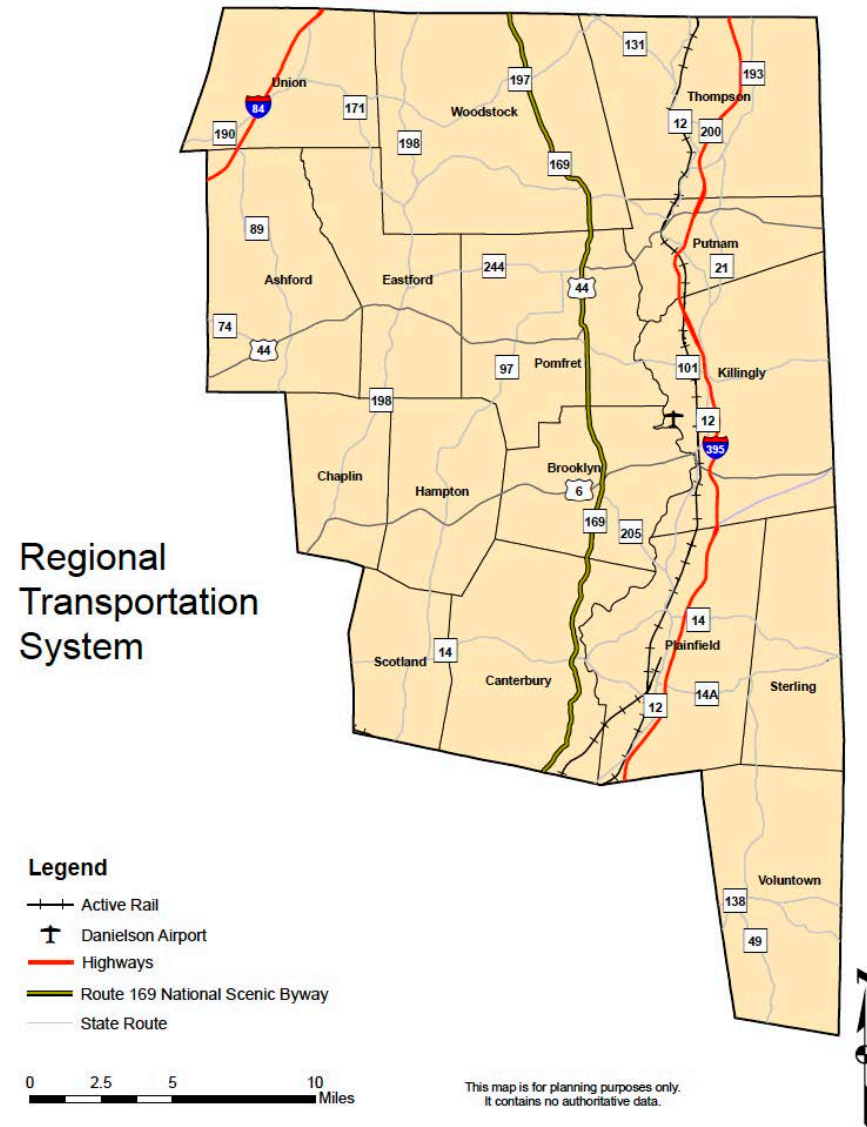 131
193
Union
197
Thompson
84
171
Woodstock
12
200
190
198
169
89
Putnam
244
21
Ashford
Eastford
44
74
44
101
Pomfret
97
Killingly
198
12
395
Brooklyn
Chaplin
Hampton
6
169
205
Regional
Transportation
System
14
Plainfield
14
Scotland
Canterbury
14A
Sterling
12
Legend
Voluntown
Active Rail
138
Danielson Airport
49
Highways
Route 169 National Scenic Byway
State Route
0 2.5 5 10
Miles
This map is for planning purposes only.
It contains no authoritative data.